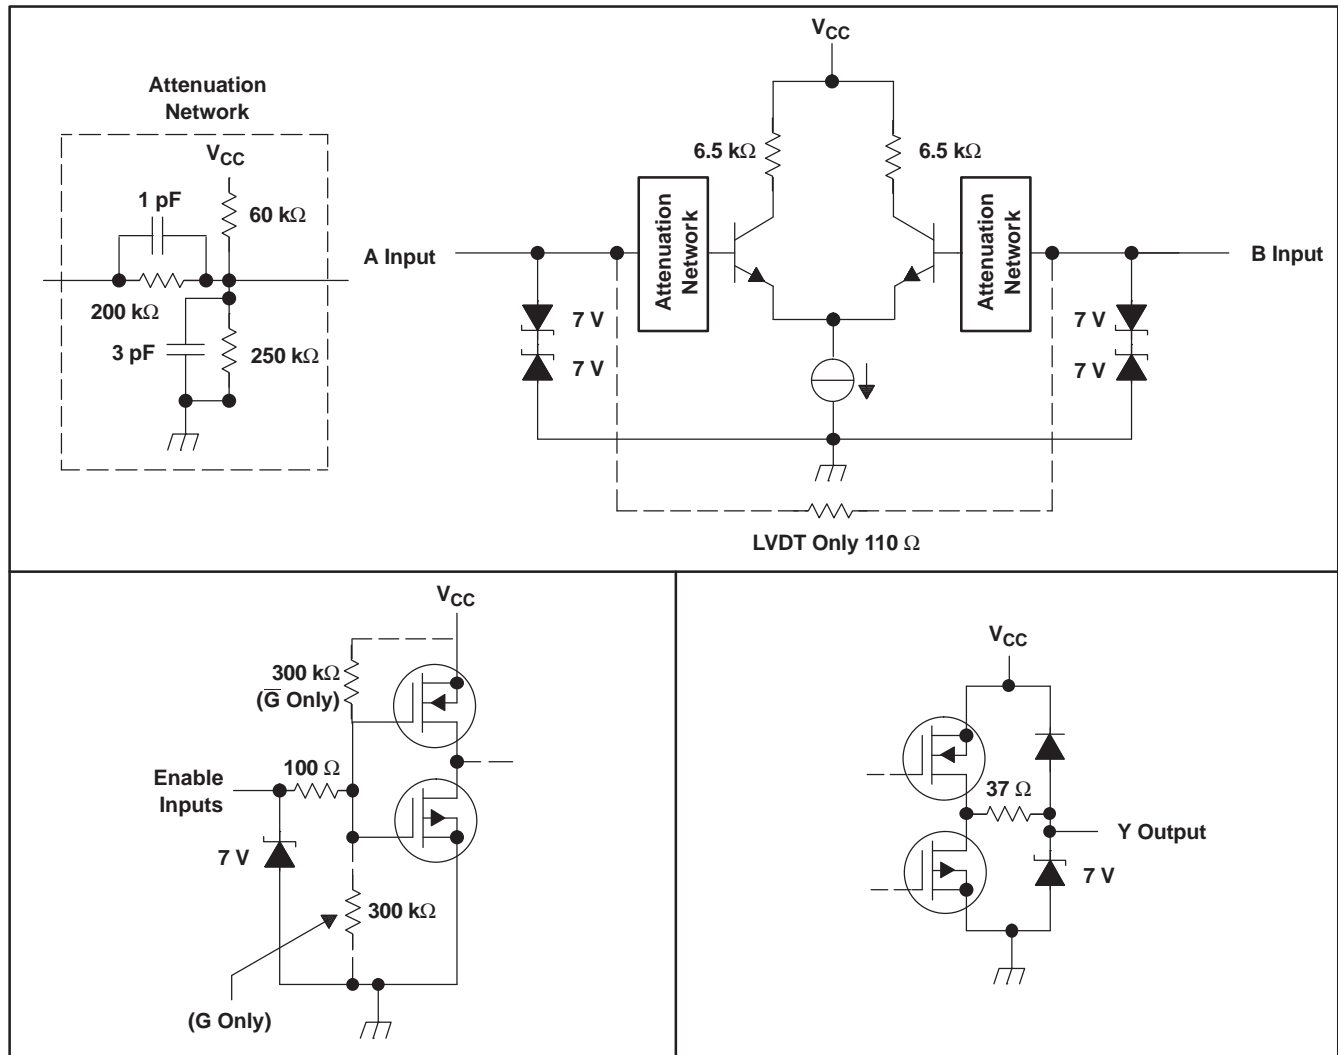 Attenuation
Network
VCC
1 pF
60 kΩ
200 kΩ
3 pF
250 kΩ
VCC
6.5 kΩ
6.5 kΩ
A Input
Attenuation
Network
Attenuation
Network
B Input
7 V
7 V
7 V
7 V
LVDT Only 110 Ω
VCC
300 kΩ
(G̅ Only)
100 Ω
Enable
Inputs
7 V
300 kΩ
(G Only)
VCC
37 Ω
Y Output
7 V